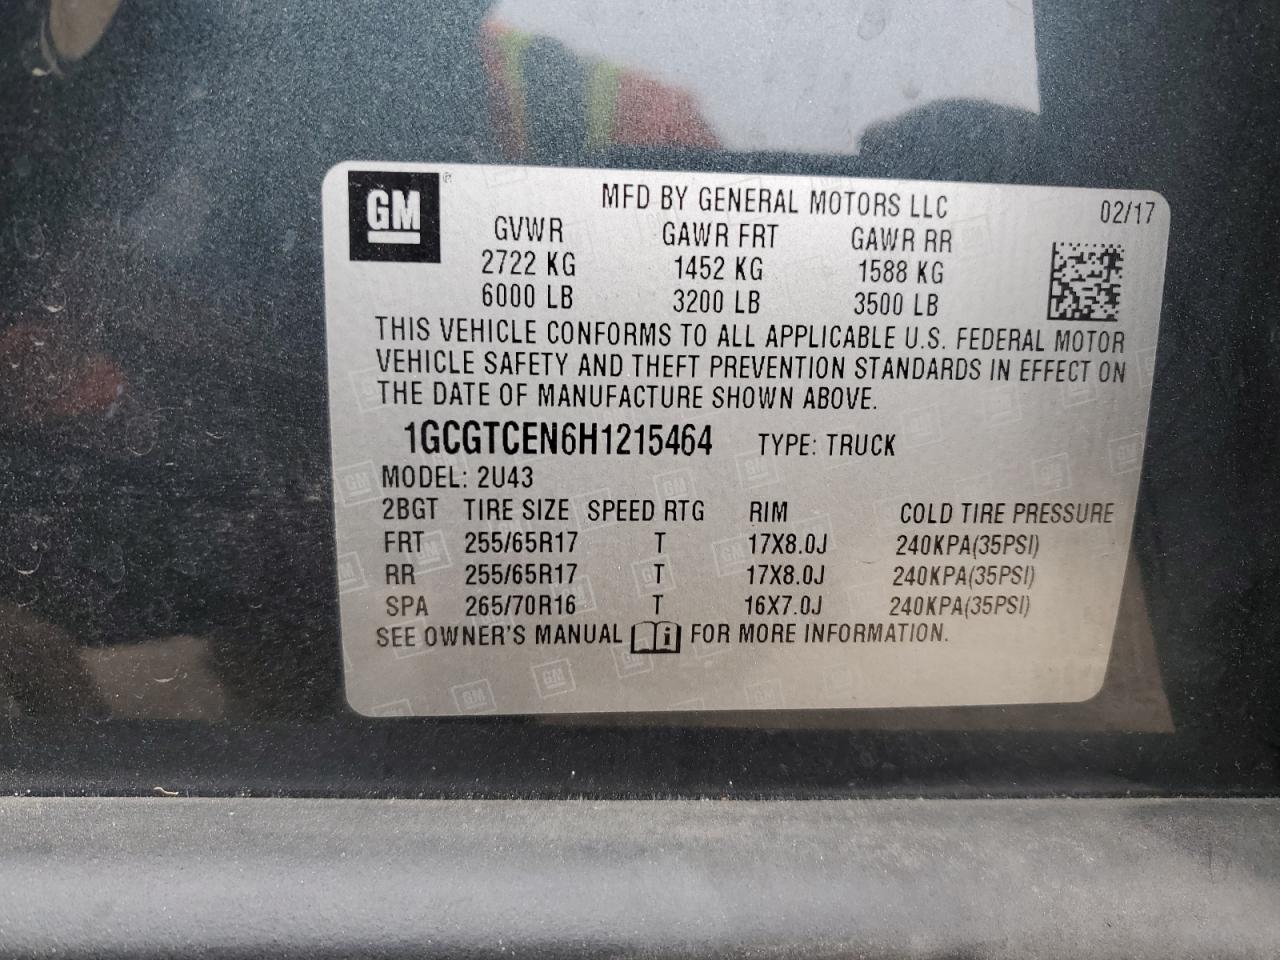 GM
MFD BY GENERAL MOTORS LLC 02/17
GVWR GAWR FRT GAWR RR
2722 KG 1452 KG 1588 KG
6000 LB 3200 LB 3500 LB
THIS VEHICLE CONFORMS TO ALL APPLICABLE U.S. FEDERAL MOTOR
VEHICLE SAFETY AND THEFT PREVENTION STANDARDS IN EFFECT ON
THE DATE OF MANUFACTURE SHOWN ABOVE.
1GCGTCEN6H1215464 TYPE: TRUCK
MODEL: 2U43
2BGT TIRE SIZE SPEED RTG RIM COLD TIRE PRESSURE
FRT 255/65R17 T 17X8.0J 240KPA(35PSI)
RR 255/65R17 T 17X8.0J 240KPA(35PSI)
SPA 265/70R16 T 16X7.0J 240KPA(35PSI)
SEE OWNER'S MANUAL FOR MORE INFORMATION.